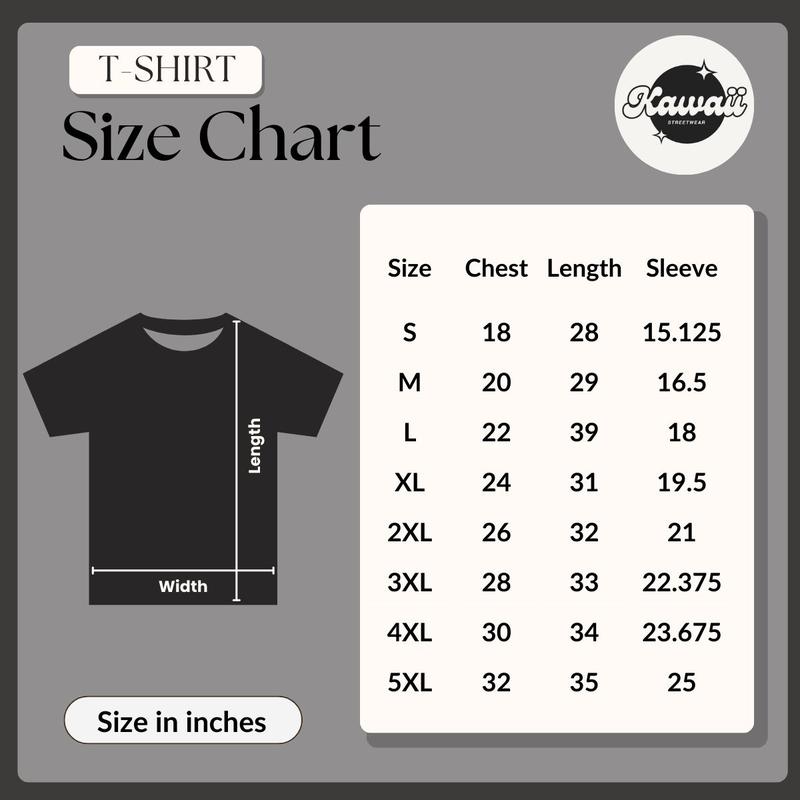 T-SHIRT
Size Chart
Kawaii
STREETWEAR
Size Chest Length Sleeve
S 18 28 15.125
M 20 29 16.5
L 22 39 18
XL 24 31 19.5
2XL 26 32 21
3XL 28 33 22.375
4XL 30 34 23.675
5XL 32 35 25
Length
Width
Size in inches